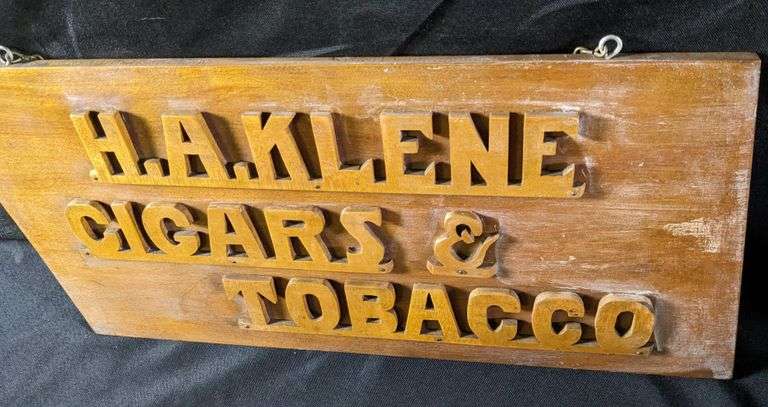 H.A.KLENE
CIGARS &
TOBACCO